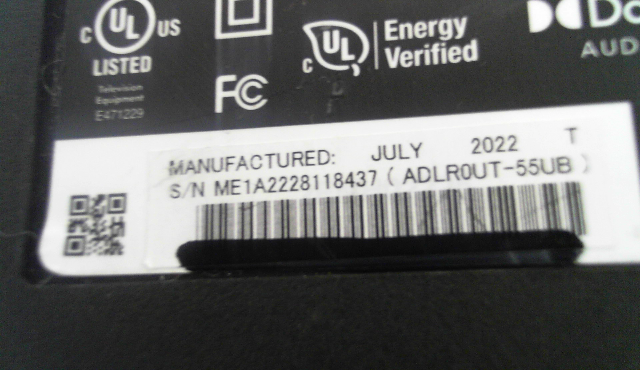 C UL US
LISTED
Television
Equipment
E471229
FC
C UL
Energy
Verified
AUD
MANUFACTURED: JULY 2022 T
S/N ME1A2228118437 ( ADLR0UT-55UB )